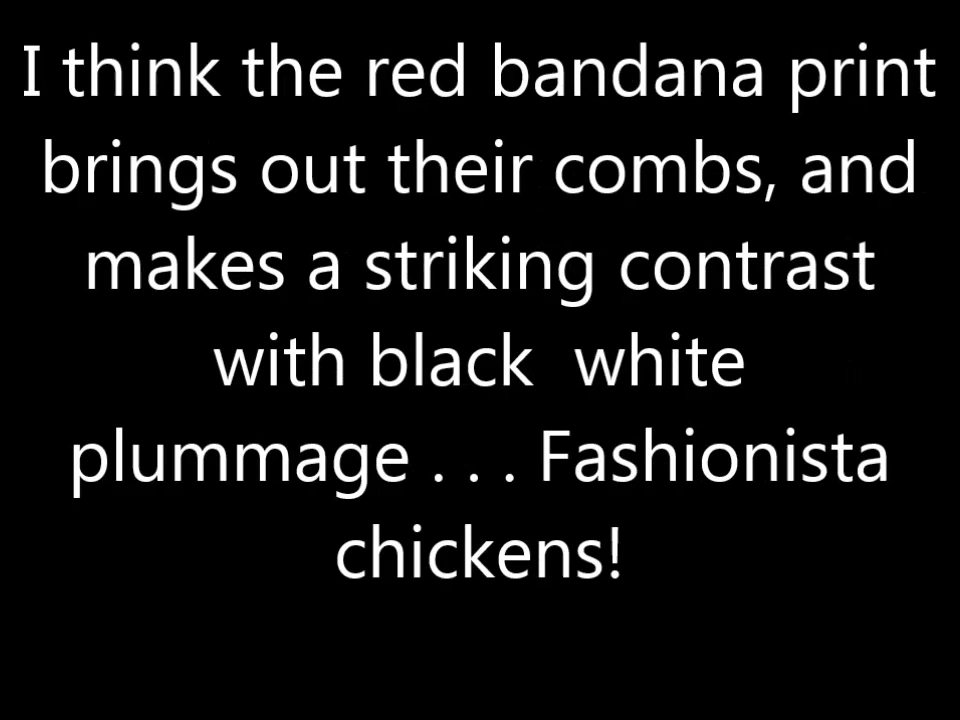 I think the red bandana print
brings out their combs, and
makes a striking contrast
with black  white
plummage . . . Fashionista
chickens!